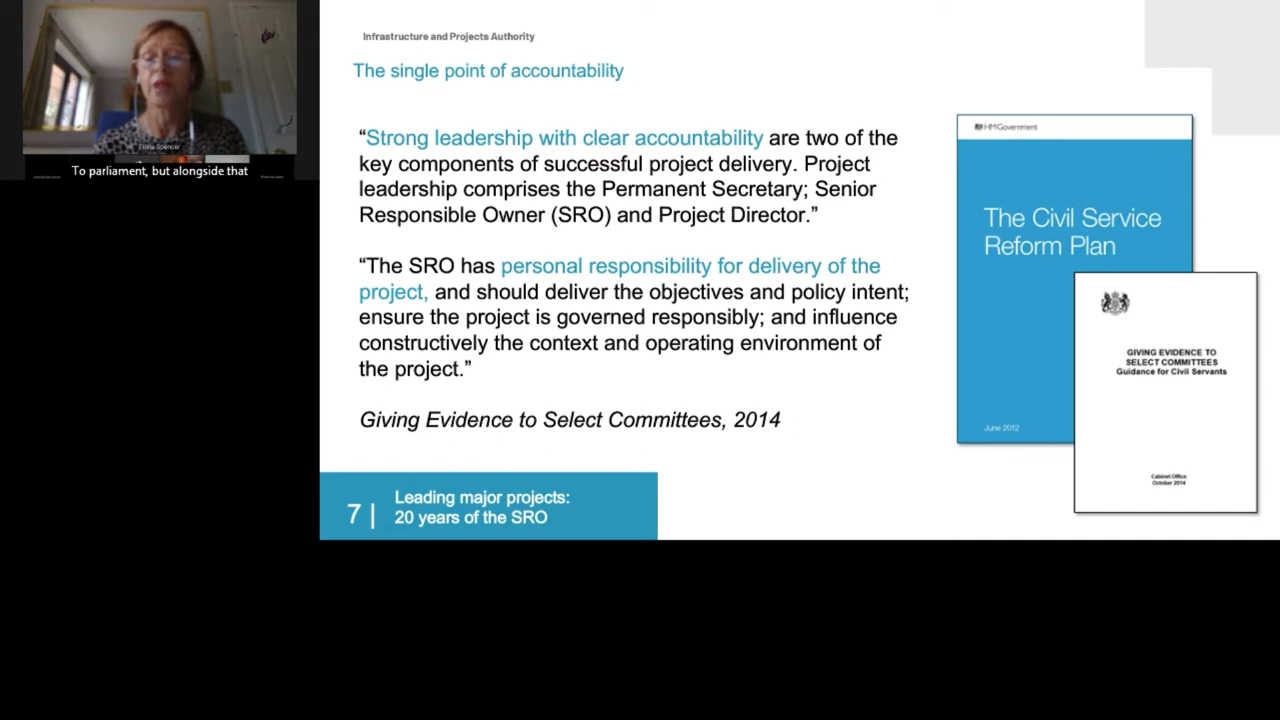 Fiona Spencer
To parliament, but alongside that
Infrastructure and Projects Authority
The single point of accountability
“Strong leadership with clear accountability are two of the
key components of successful project delivery. Project
leadership comprises the Permanent Secretary; Senior
Responsible Owner (SRO) and Project Director.”
“The SRO has personal responsibility for delivery of the
project, and should deliver the objectives and policy intent;
ensure the project is governed responsibly; and influence
constructively the context and operating environment of
the project.”
Giving Evidence to Select Committees, 2014
HM Government
The Civil Service
Reform Plan
June 2012
GIVING EVIDENCE TO
SELECT COMMITTEES
Guidance for Civil Servants
Cabinet Office
October 2014
7 |
Leading major projects:
20 years of the SRO